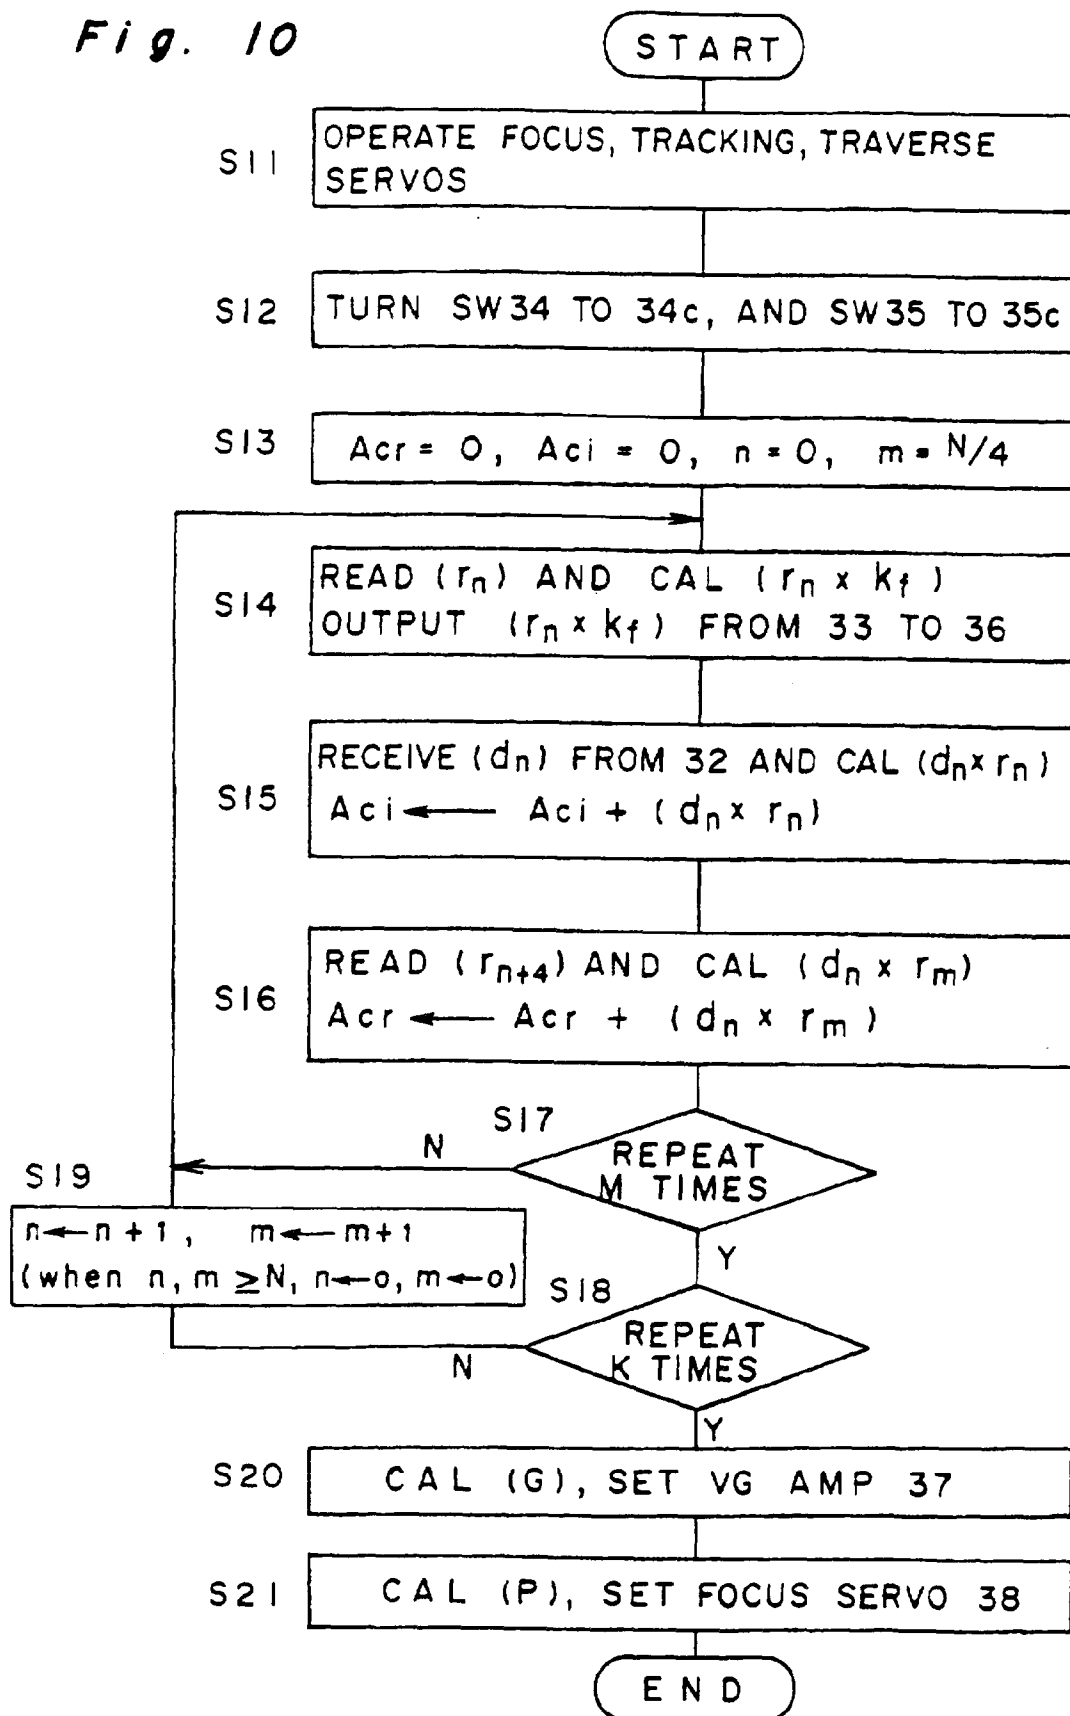 Fig. 10
START
S11
OPERATE FOCUS, TRACKING, TRAVERSE
SERVOS
S12
TURN SW34 TO 34c, AND SW35 TO 35c
S13
Acr = 0, Aci = 0, n = 0, m = N/4
S14
READ (rn) AND CAL (rn x kf)
OUTPUT (rn x kf) FROM 33 TO 36
S15
RECEIVE (dn) FROM 32 AND CAL (dn x rn)
Aci ← Aci + (dn x rn)
S16
READ (rn+4) AND CAL (dn x rm)
Acr ← Acr + (dn x rm)
S17
REPEAT
M TIMES
N
Y
S19
n←n+1, m←m+1
(when n, m ≥N, n←o, m←o)
S18
REPEAT
K TIMES
N
Y
S20
CAL (G), SET VG AMP 37
S21
CAL (P), SET FOCUS SERVO 38
END